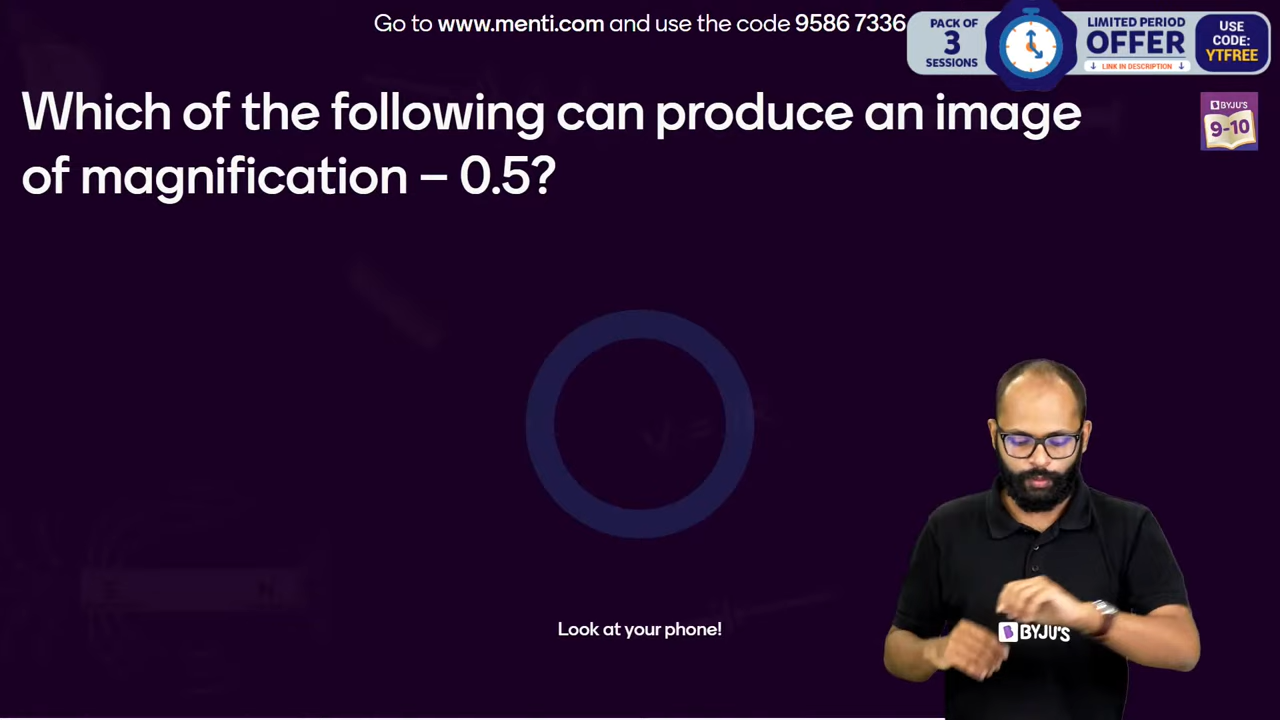 Go to www.menti.com and use the code 9586 7336
PACK OF
3
SESSIONS
LIMITED PERIOD
OFFER
↓ LINK IN DESCRIPTION ↓
USE
CODE:
YTFREE
BYJU'S
9-10
Which of the following can produce an image
of magnification – 0.5?
Look at your phone!
BYJU'S